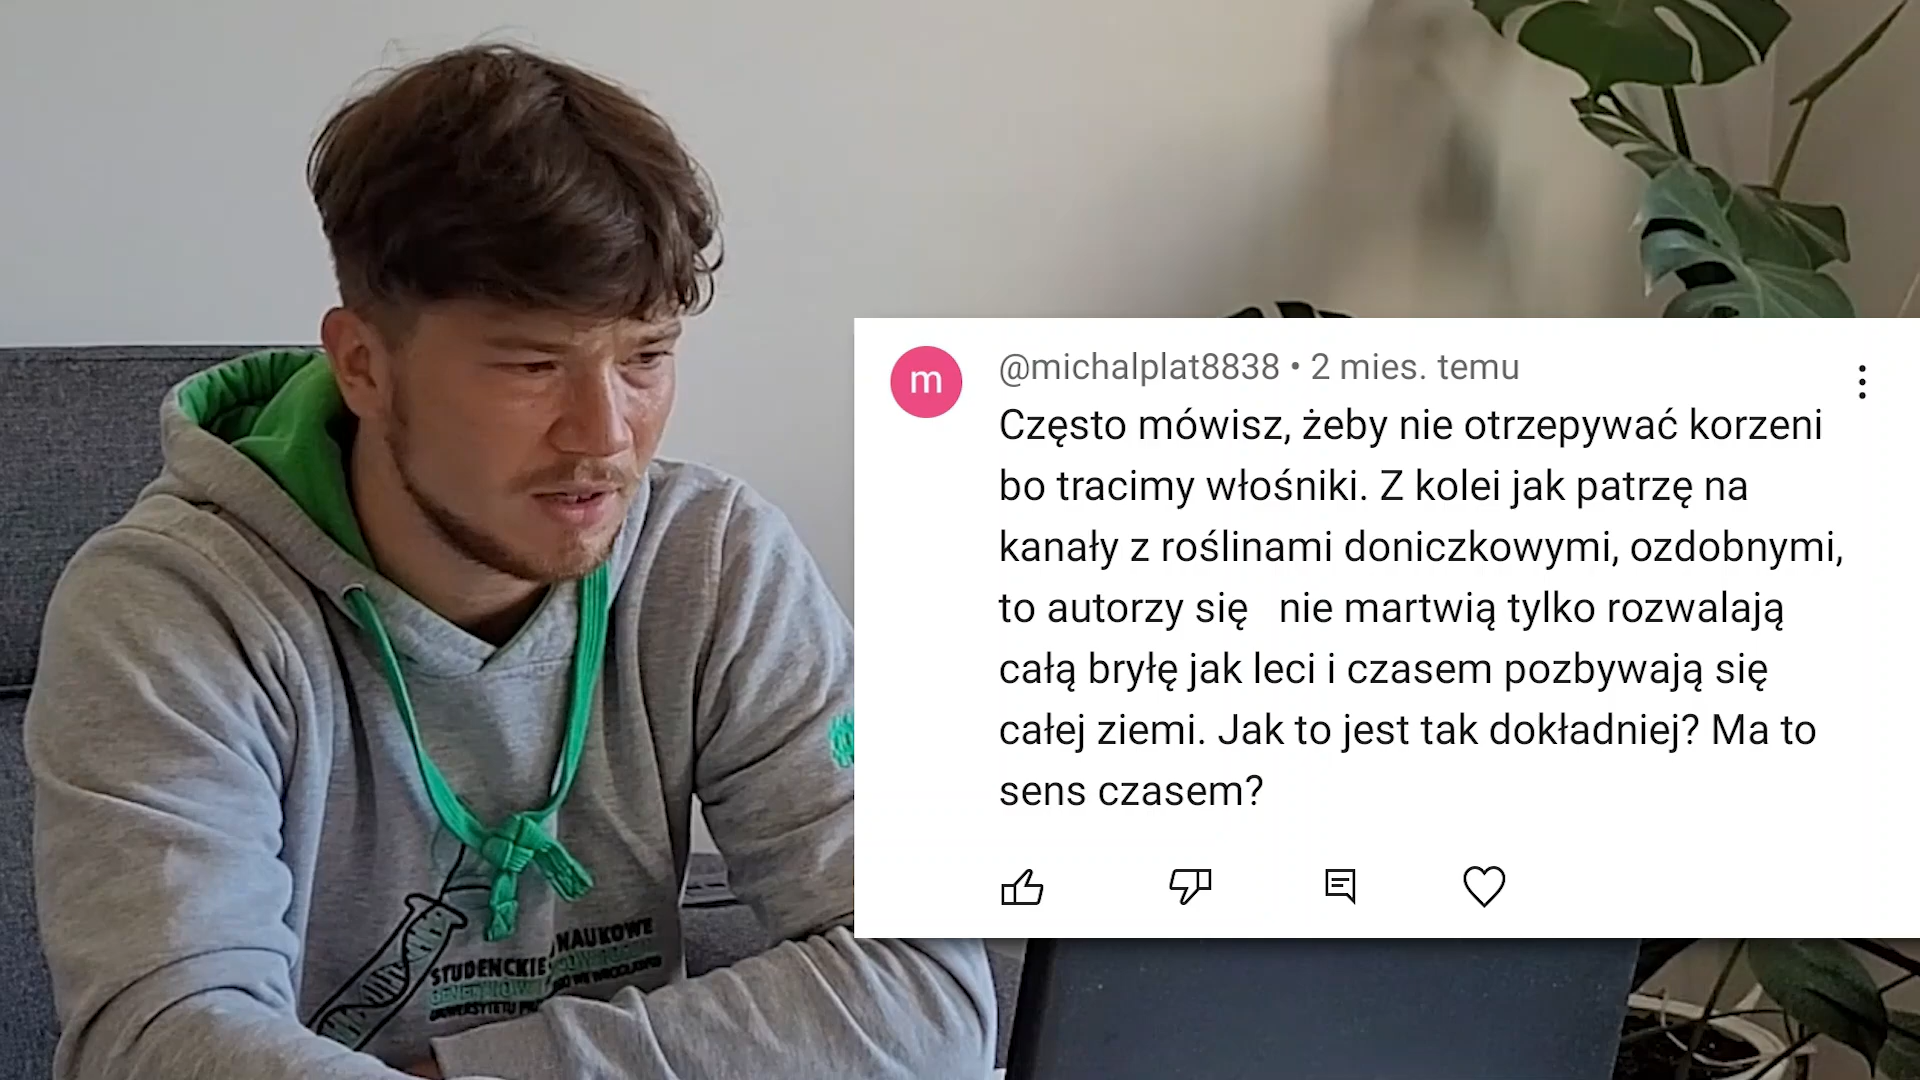 m
@michalplat8838 • 2 mies. temu
Często mówisz, żeby nie otrzepywać korzeni
bo tracimy włośniki. Z kolei jak patrzę na
kanały z roślinami doniczkowymi, ozdobnymi,
to autorzy się nie martwią tylko rozwalają
całą bryłę jak leci i czasem pozbywają się
całej ziemi. Jak to jest tak dokładniej? Ma to
sens czasem?
STUDENCKIE NAUKOWE